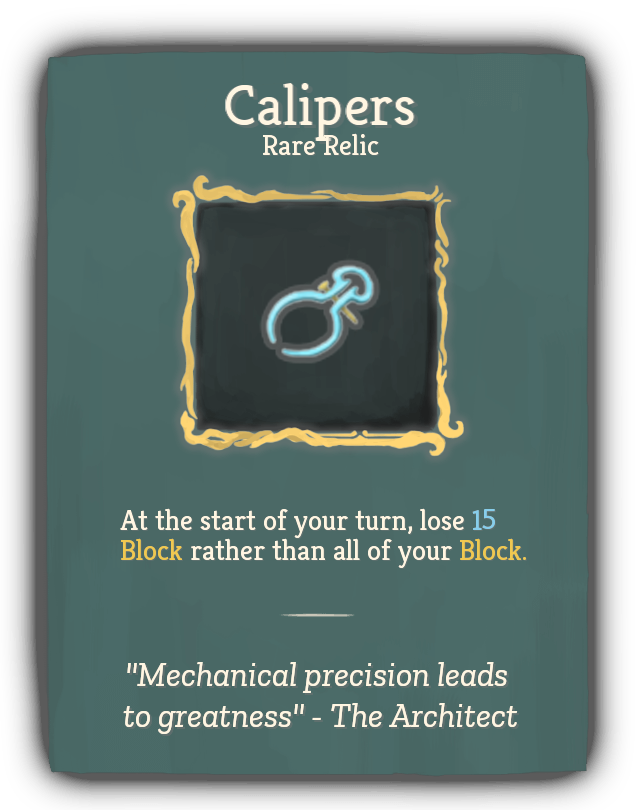 Calipers
Rare Relic
At the start of your turn, lose 15
Block rather than all of your Block.
"Mechanical precision leads
to greatness" - The Architect